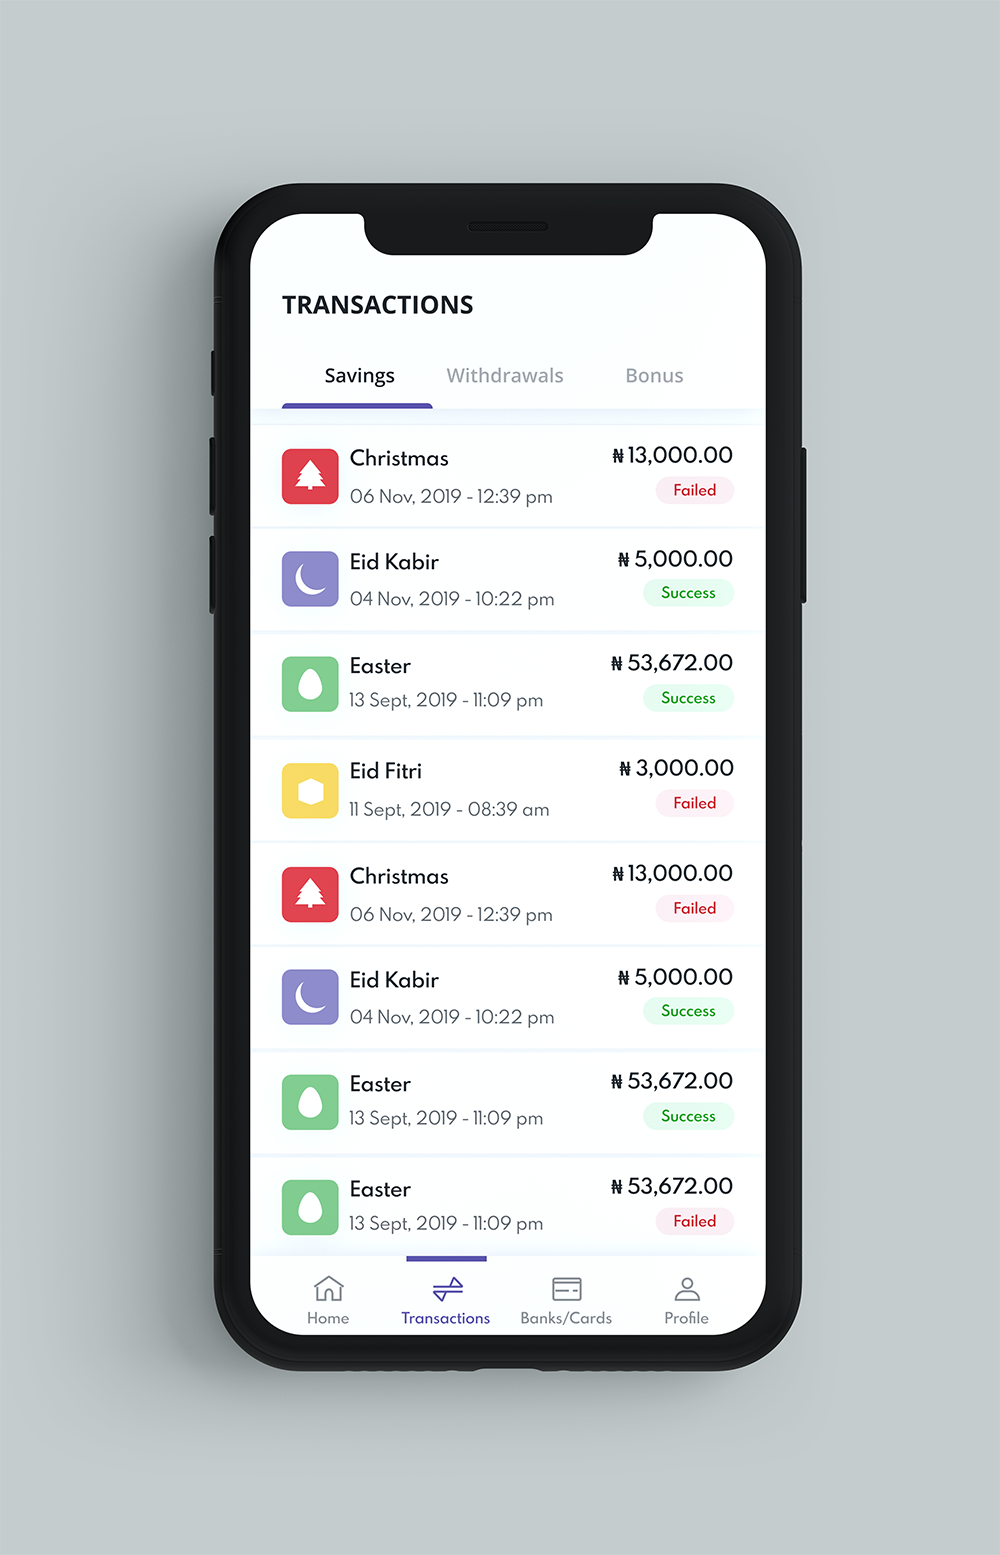 TRANSACTIONS
Savings Withdrawals Bonus
Christmas ₦ 13,000.00
06 Nov, 2019 - 12:39 pm Failed
Eid Kabir ₦ 5,000.00
04 Nov, 2019 - 10:22 pm Success
Easter ₦ 53,672.00
13 Sept, 2019 - 11:09 pm Success
Eid Fitri ₦ 3,000.00
11 Sept, 2019 - 08:39 am Failed
Christmas ₦ 13,000.00
06 Nov, 2019 - 12:39 pm Failed
Eid Kabir ₦ 5,000.00
04 Nov, 2019 - 10:22 pm Success
Easter ₦ 53,672.00
13 Sept, 2019 - 11:09 pm Success
Easter ₦ 53,672.00
13 Sept, 2019 - 11:09 pm Failed
Home Transactions Banks/Cards Profile